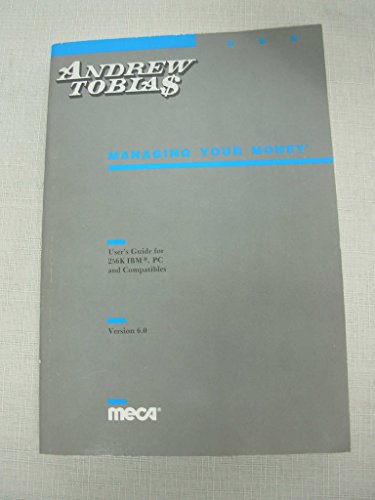 ANDREW
TOBIA$
MANAGING YOUR MONEY
User's Guide for
256K IBM®, PC
and Compatibles
Version 6.0
meca®